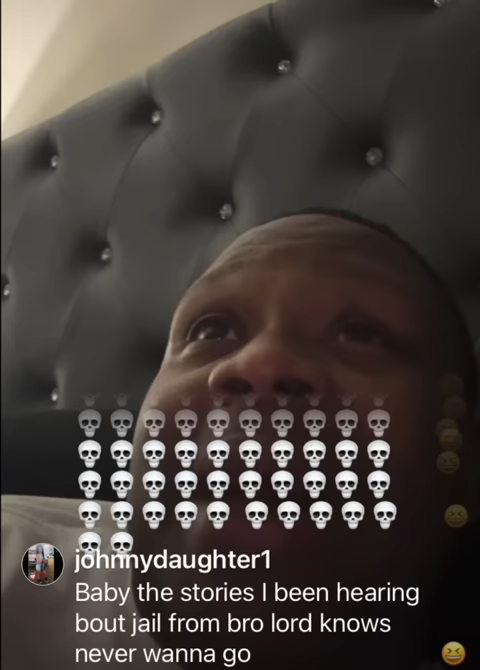 johnnydaughter1
Baby the stories I been hearing
bout jail from bro lord knows
never wanna go